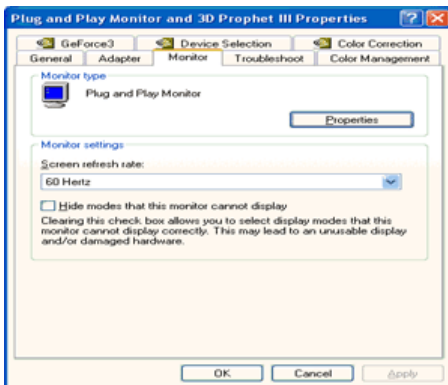 Plug and Play Monitor and 3D Prophet III Properties
GeForce3 Device Selection Color Correction
General Adapter Monitor Troubleshoot Color Management
Monitor type
Plug and Play Monitor
Properties
Monitor settings
Screen refresh rate:
60 Hertz
Hide modes that this monitor cannot display
Clearing this check box allows you to select display modes that this
monitor cannot display correctly. This may lead to an unusable display
and/or damaged hardware.
OK Cancel Apply